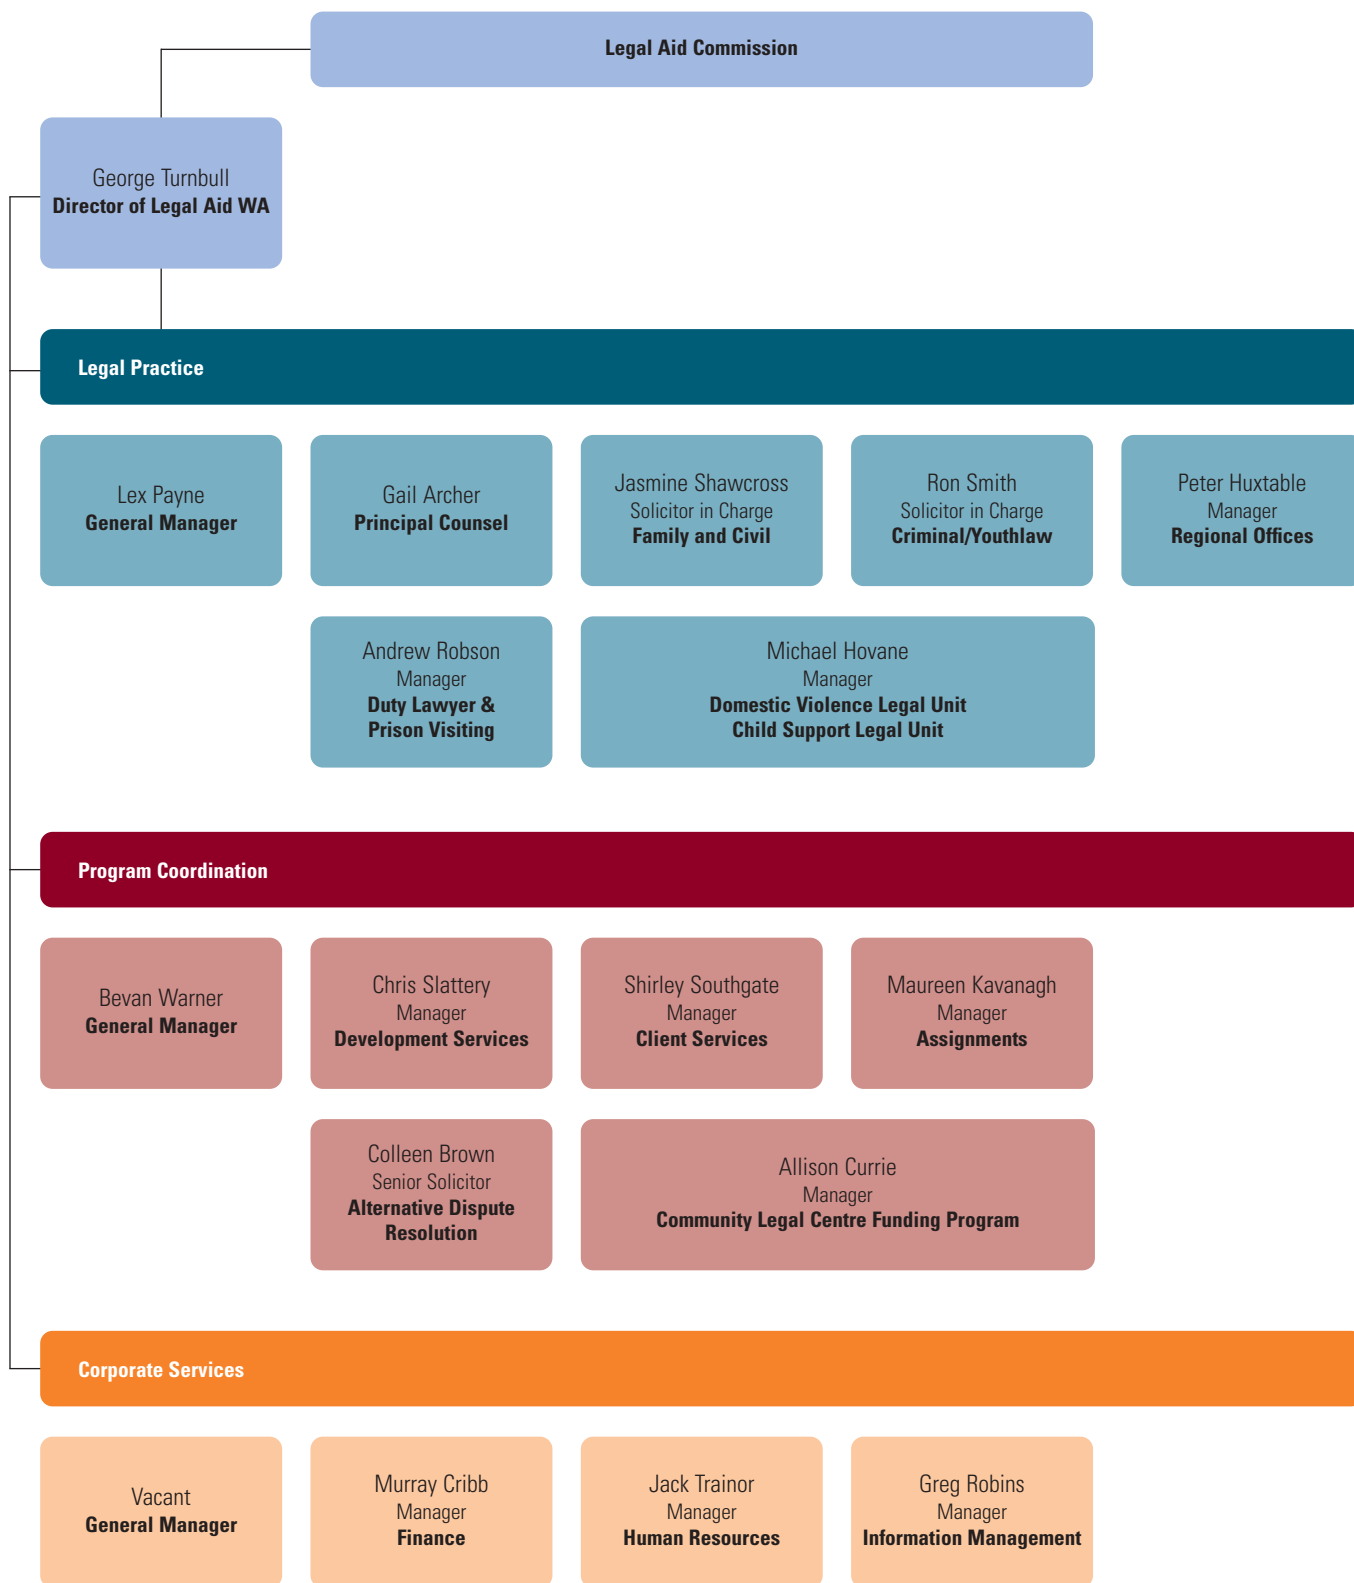 Legal Aid Commission
George Turnbull
Director of Legal Aid WA
Legal Practice
Lex Payne
General Manager
Gail Archer
Principal Counsel
Jasmine Shawcross
Solicitor in Charge
Family and Civil
Ron Smith
Solicitor in Charge
Criminal/Youthlaw
Peter Huxtable
Manager
Regional Offices
Andrew Robson
Manager
Duty Lawyer &
Prison Visiting
Michael Hovane
Manager
Domestic Violence Legal Unit
Child Support Legal Unit
Program Coordination
Bevan Warner
General Manager
Chris Slattery
Manager
Development Services
Shirley Southgate
Manager
Client Services
Maureen Kavanagh
Manager
Assignments
Colleen Brown
Senior Solicitor
Alternative Dispute
Resolution
Allison Currie
Manager
Community Legal Centre Funding Program
Corporate Services
Vacant
General Manager
Murray Cribb
Manager
Finance
Jack Trainor
Manager
Human Resources
Greg Robins
Manager
Information Management